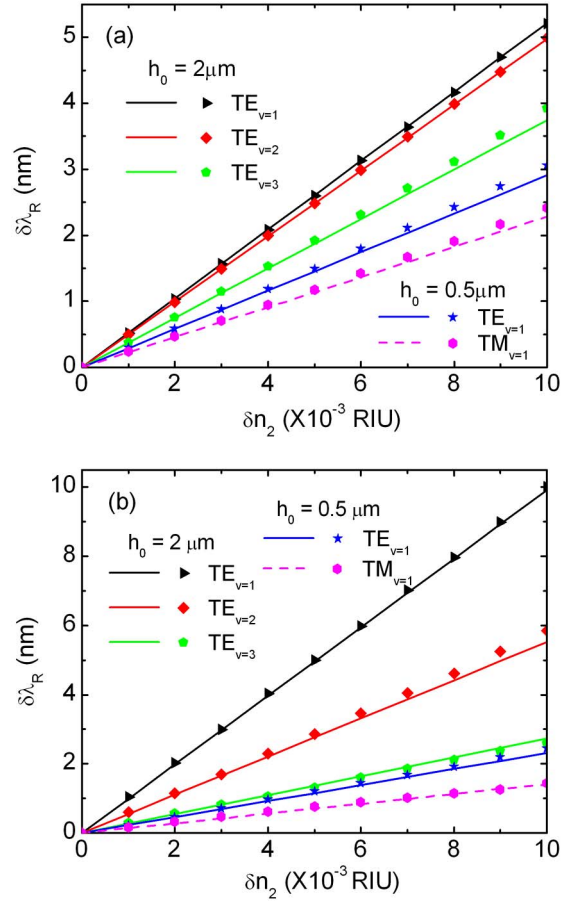 (a)
h₀ = 2μm
TEᵥ₌₁
TEᵥ₌₂
TEᵥ₌₃
h₀ = 0.5μm
TEᵥ₌₁
TMᵥ₌₁
5
4
3
2
1
0
δλ_R (nm)
0 2 4 6 8 10
δn₂ (X10⁻³ RIU)
(b)
h₀ = 2 μm
TEᵥ₌₁
TEᵥ₌₂
TEᵥ₌₃
h₀ = 0.5 μm
TEᵥ₌₁
TMᵥ₌₁
10
8
6
4
2
0
δλ_R (nm)
0 2 4 6 8 10
δn₂ (X10⁻³ RIU)